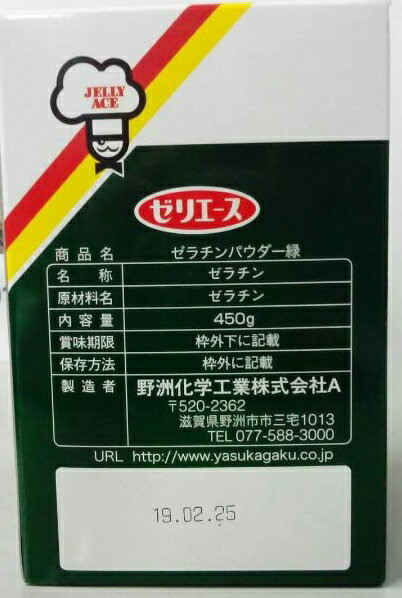 JELLY
ACE
ゼリエース
商品名 ゼラチンパウダー緑
名称 ゼラチン
原材料名 ゼラチン
内容量 450g
賞味期限 枠外下に記載
保存方法 枠外に記載
製造者 野洲化学工業株式会社A
〒520-2362
滋賀県野洲市市三宅1013
TEL 077-588-3000
URL http://www.yasukagaku.co.jp
19.02.25